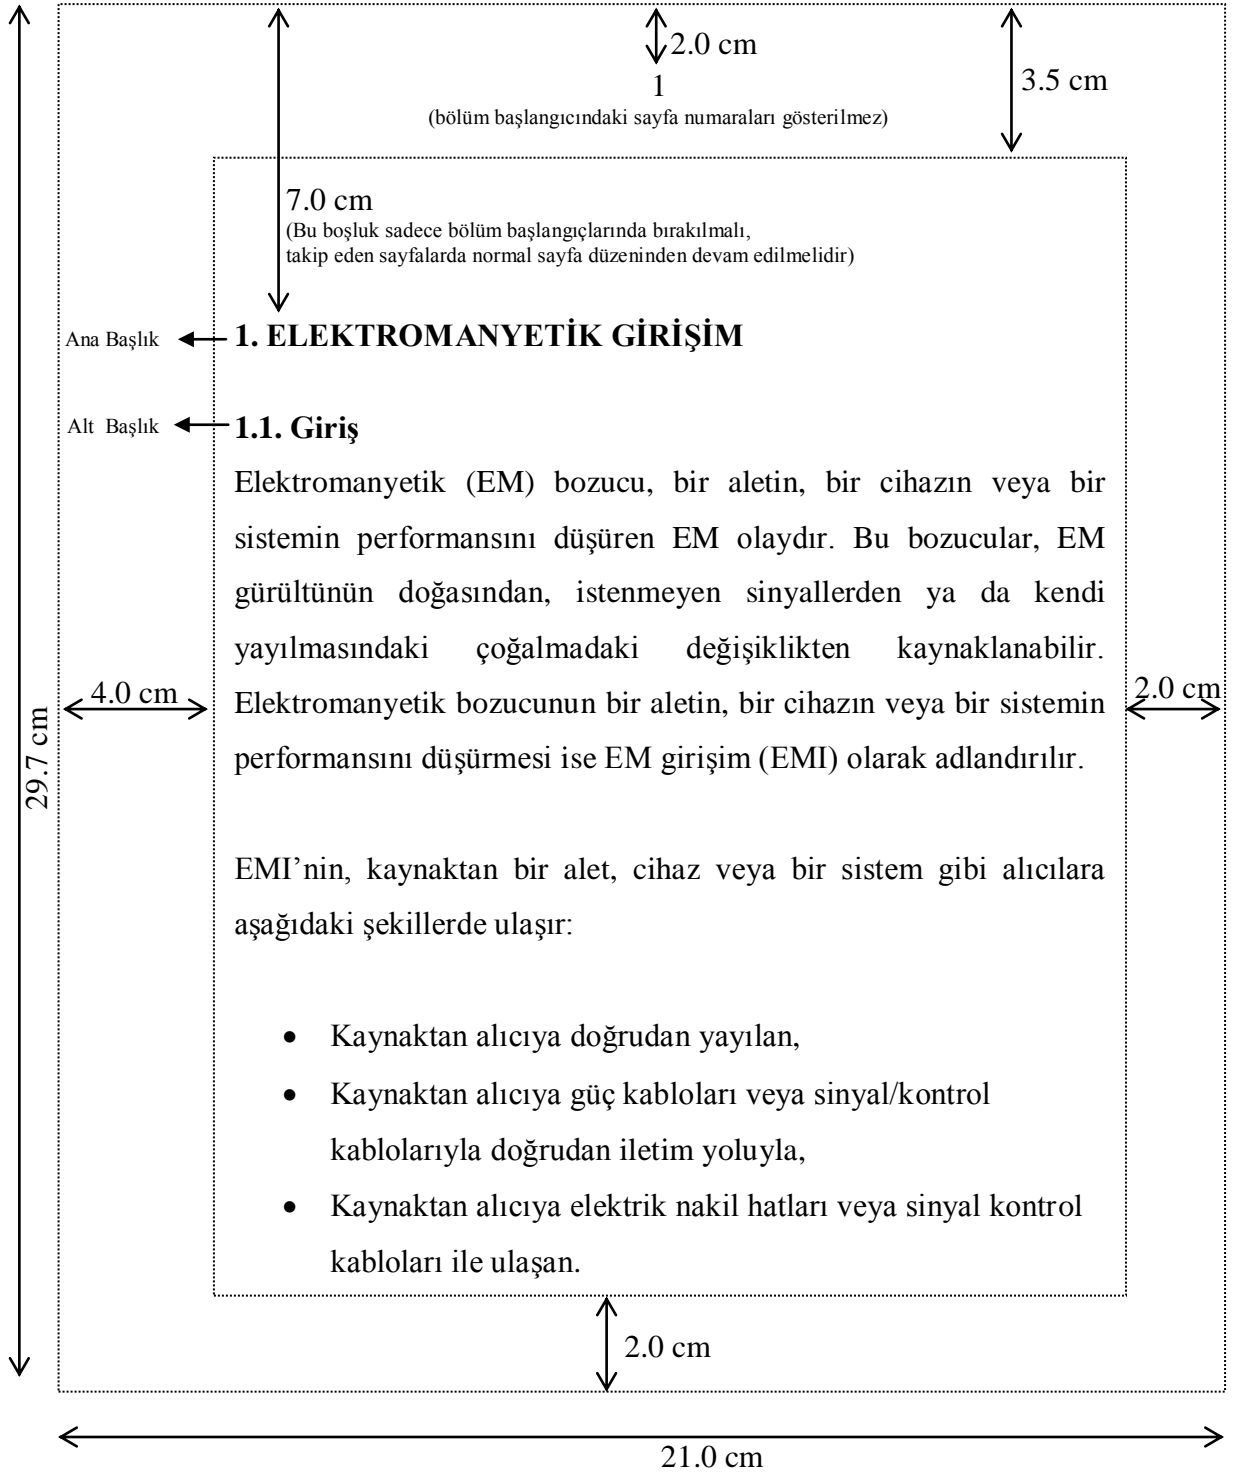 2.0 cm
3.5 cm
1
(bölüm başlangıcındaki sayfa numaraları gösterilmez)
7.0 cm
(Bu boşluk sadece bölüm başlangıçlarında bırakılmalı,
takip eden sayfalarda normal sayfa düzeninden devam edilmelidir)
Ana Başlık
1. ELEKTROMANYETİK GİRİŞİM
Alt Başlık
1.1. Giriş
Elektromanyetik (EM) bozucu, bir aletin, bir cihazın veya bir
sistemin performansını düşüren EM olaydır. Bu bozucular, EM
gürültünün doğasından, istenmeyen sinyallerden ya da kendi
yayılmasındaki çoğalmadaki değişiklikten kaynaklanabilir.
4.0 cm
2.0 cm
Elektromanyetik bozucunun bir aletin, bir cihazın veya bir sistemin
performansını düşürmesi ise EM girişim (EMI) olarak adlandırılır.
29.7 cm
EMI’nin, kaynaktan bir alet, cihaz veya bir sistem gibi alıcılara
aşağıdaki şekillerde ulaşır:
• Kaynaktan alıcıya doğrudan yayılan,
• Kaynaktan alıcıya güç kabloları veya sinyal/kontrol
kablolarıyla doğrudan iletim yoluyla,
• Kaynaktan alıcıya elektrik nakil hatları veya sinyal kontrol
kabloları ile ulaşan.
2.0 cm
21.0 cm